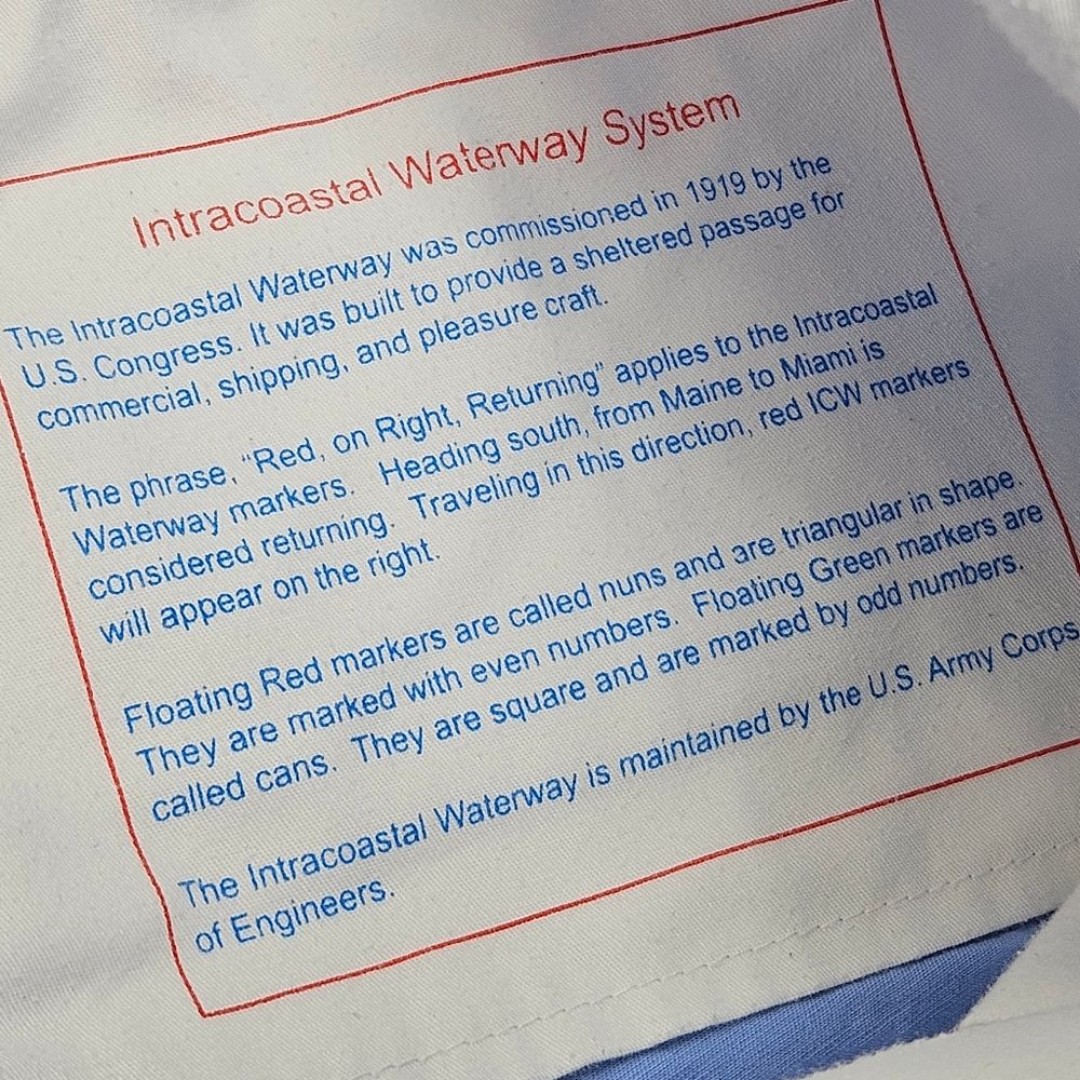 Intracoastal Waterway System
The Intracoastal Waterway was commissioned in 1919 by the
U.S. Congress. It was built to provide a sheltered passage for
commercial, shipping, and pleasure craft.
The phrase, "Red, on Right, Returning" applies to the Intracoastal
Waterway markers. Heading south, from Maine to Miami is
considered returning. Traveling in this direction, red ICW markers
will appear on the right.
Floating Red markers are called nuns and are triangular in shape.
They are marked with even numbers. Floating Green markers are
called cans. They are square and are marked by odd numbers.
The Intracoastal Waterway is maintained by the U.S. Army Corps
of Engineers.